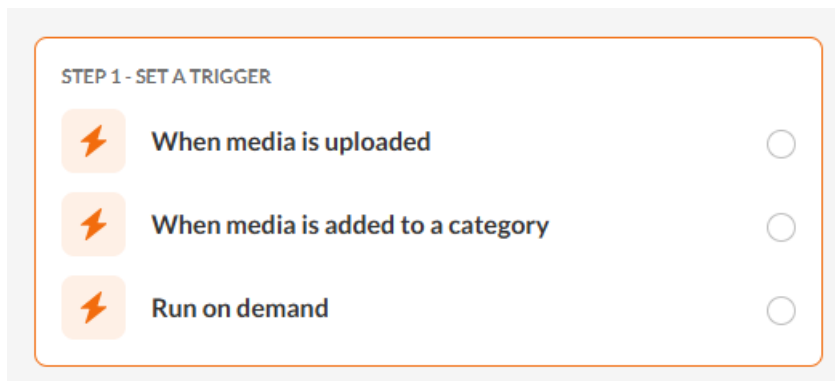 STEP 1 - SET A TRIGGER
When media is uploaded
When media is added to a category
Run on demand